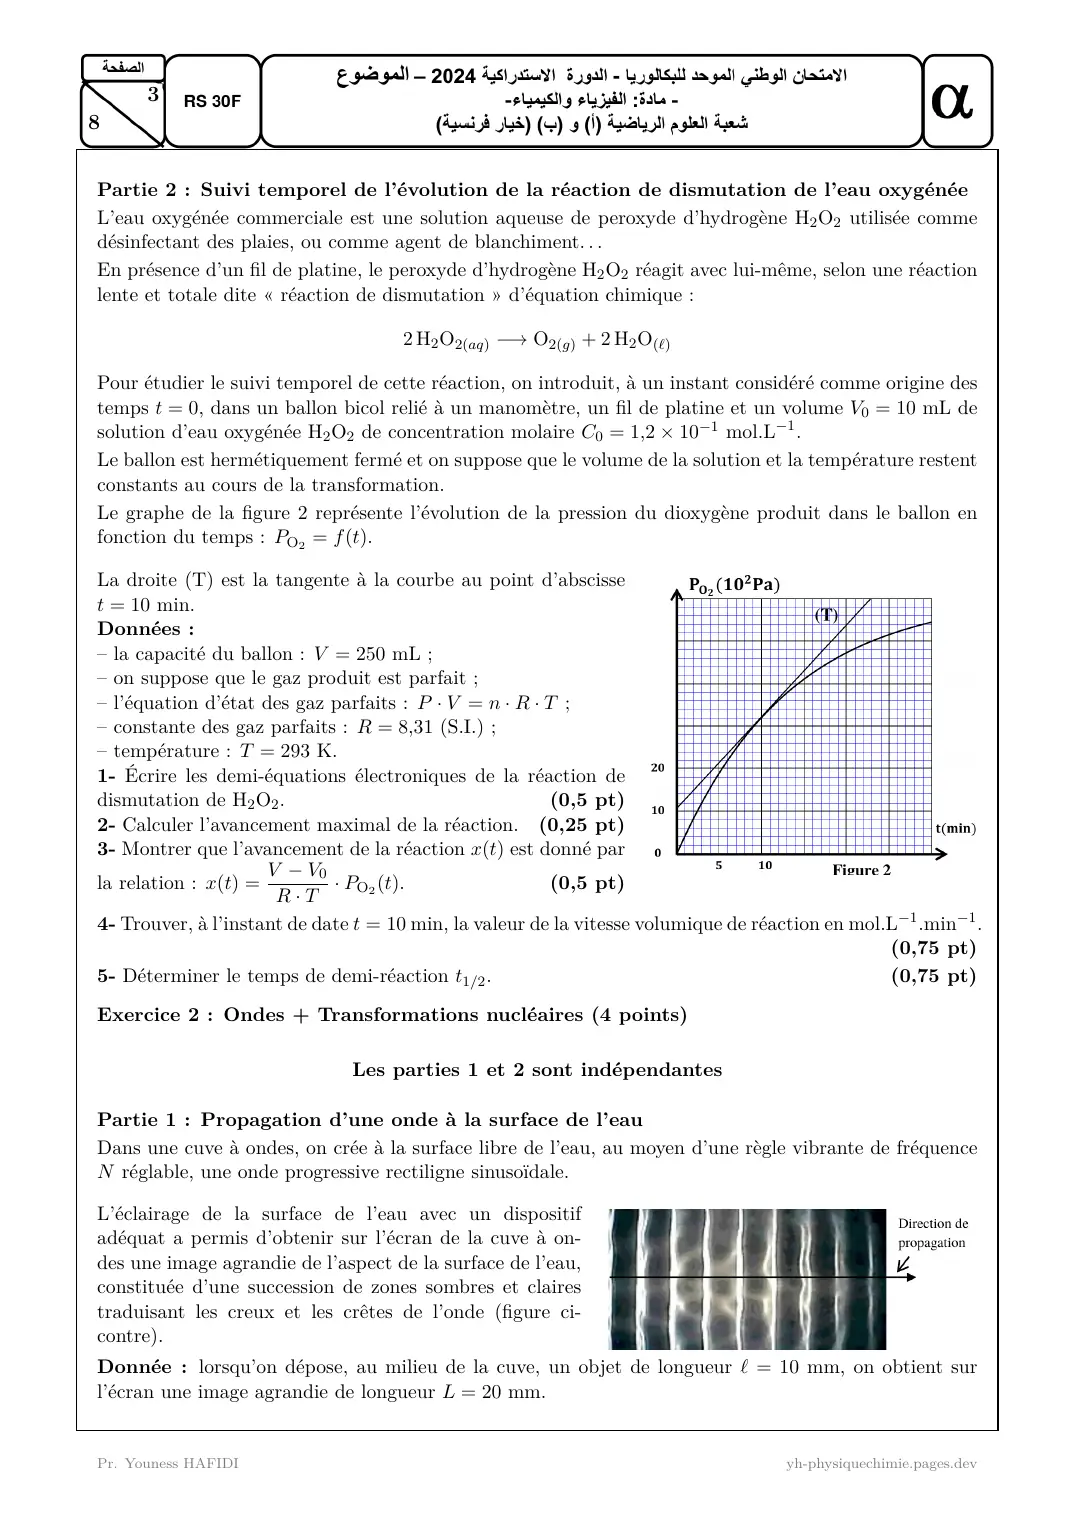 الصفحة
3
8
RS 30F
الامتحان الوطني الموحد للبكالوريا - الدورة الاستدراكية 2024 – الموضوع
- مادة: الفيزياء والكيمياء-
شعبة العلوم الرياضية (أ) و (ب) (خيار فرنسية)
α
Partie 2 : Suivi temporel de l'évolution de la réaction de dismutation de l'eau oxygénée
L'eau oxygénée commerciale est une solution aqueuse de peroxyde d'hydrogène H₂O₂ utilisée comme
désinfectant des plaies, ou comme agent de blanchiment…
En présence d'un fil de platine, le peroxyde d'hydrogène H₂O₂ réagit avec lui-même, selon une réaction
lente et totale dite « réaction de dismutation » d'équation chimique :
2 H₂O₂(aq) ⟶ O₂(g) + 2 H₂O(ℓ)
Pour étudier le suivi temporel de cette réaction, on introduit, à un instant considéré comme origine des
temps t = 0, dans un ballon bicol relié à un manomètre, un fil de platine et un volume V₀ = 10 mL de
solution d'eau oxygénée H₂O₂ de concentration molaire C₀ = 1,2 × 10⁻¹ mol.L⁻¹.
Le ballon est hermétiquement fermé et on suppose que le volume de la solution et la température restent
constants au cours de la transformation.
Le graphe de la figure 2 représente l'évolution de la pression du dioxygène produit dans le ballon en
fonction du temps : P_O₂ = f(t).
La droite (T) est la tangente à la courbe au point d'abscisse
t = 10 min.
Données :
– la capacité du ballon : V = 250 mL ;
– on suppose que le gaz produit est parfait ;
– l'équation d'état des gaz parfaits : P · V = n · R · T ;
– constante des gaz parfaits : R = 8,31 (S.I.) ;
– température : T = 293 K.
1- Écrire les demi-équations électroniques de la réaction de
dismutation de H₂O₂. (0,5 pt)
2- Calculer l'avancement maximal de la réaction. (0,25 pt)
3- Montrer que l'avancement de la réaction x(t) est donné par
la relation : x(t) = (V − V₀)/(R · T) · P_O₂(t). (0,5 pt)
P_O₂ (10²Pa)
(T)
20
10
0
5
10
t(min)
Figure 2
4- Trouver, à l'instant de date t = 10 min, la valeur de la vitesse volumique de réaction en mol.L⁻¹.min⁻¹.
(0,75 pt)
5- Déterminer le temps de demi-réaction t₁/₂. (0,75 pt)
Exercice 2 : Ondes + Transformations nucléaires (4 points)
Les parties 1 et 2 sont indépendantes
Partie 1 : Propagation d'une onde à la surface de l'eau
Dans une cuve à ondes, on crée à la surface libre de l'eau, au moyen d'une règle vibrante de fréquence
N réglable, une onde progressive rectiligne sinusoïdale.
L'éclairage de la surface de l'eau avec un dispositif
adéquat a permis d'obtenir sur l'écran de la cuve à on-
des une image agrandie de l'aspect de la surface de l'eau,
constituée d'une succession de zones sombres et claires
traduisant les creux et les crêtes de l'onde (figure ci-
contre).
Direction de
propagation
Donnée : lorsqu'on dépose, au milieu de la cuve, un objet de longueur ℓ = 10 mm, on obtient sur
l'écran une image agrandie de longueur L = 20 mm.
Pr. Youness HAFIDI
yh-physiquechimie.pages.dev